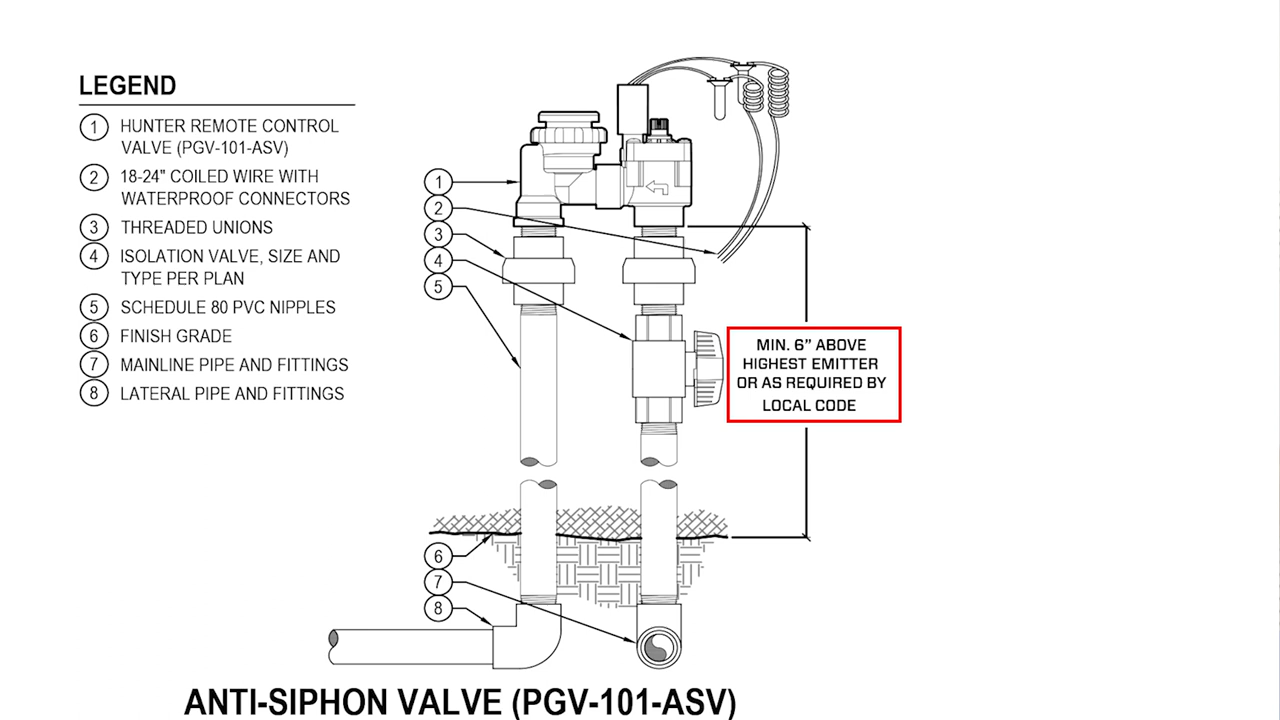 LEGEND
1 HUNTER REMOTE CONTROL
VALVE (PGV-101-ASV)
2 18-24" COILED WIRE WITH
WATERPROOF CONNECTORS
3 THREADED UNIONS
4 ISOLATION VALVE, SIZE AND
TYPE PER PLAN
5 SCHEDULE 80 PVC NIPPLES
6 FINISH GRADE
7 MAINLINE PIPE AND FITTINGS
8 LATERAL PIPE AND FITTINGS
1
2
3
4
5
MIN. 6” ABOVE
HIGHEST EMITTER
OR AS REQUIRED BY
LOCAL CODE
6
7
8
ANTI-SIPHON VALVE (PGV-101-ASV)